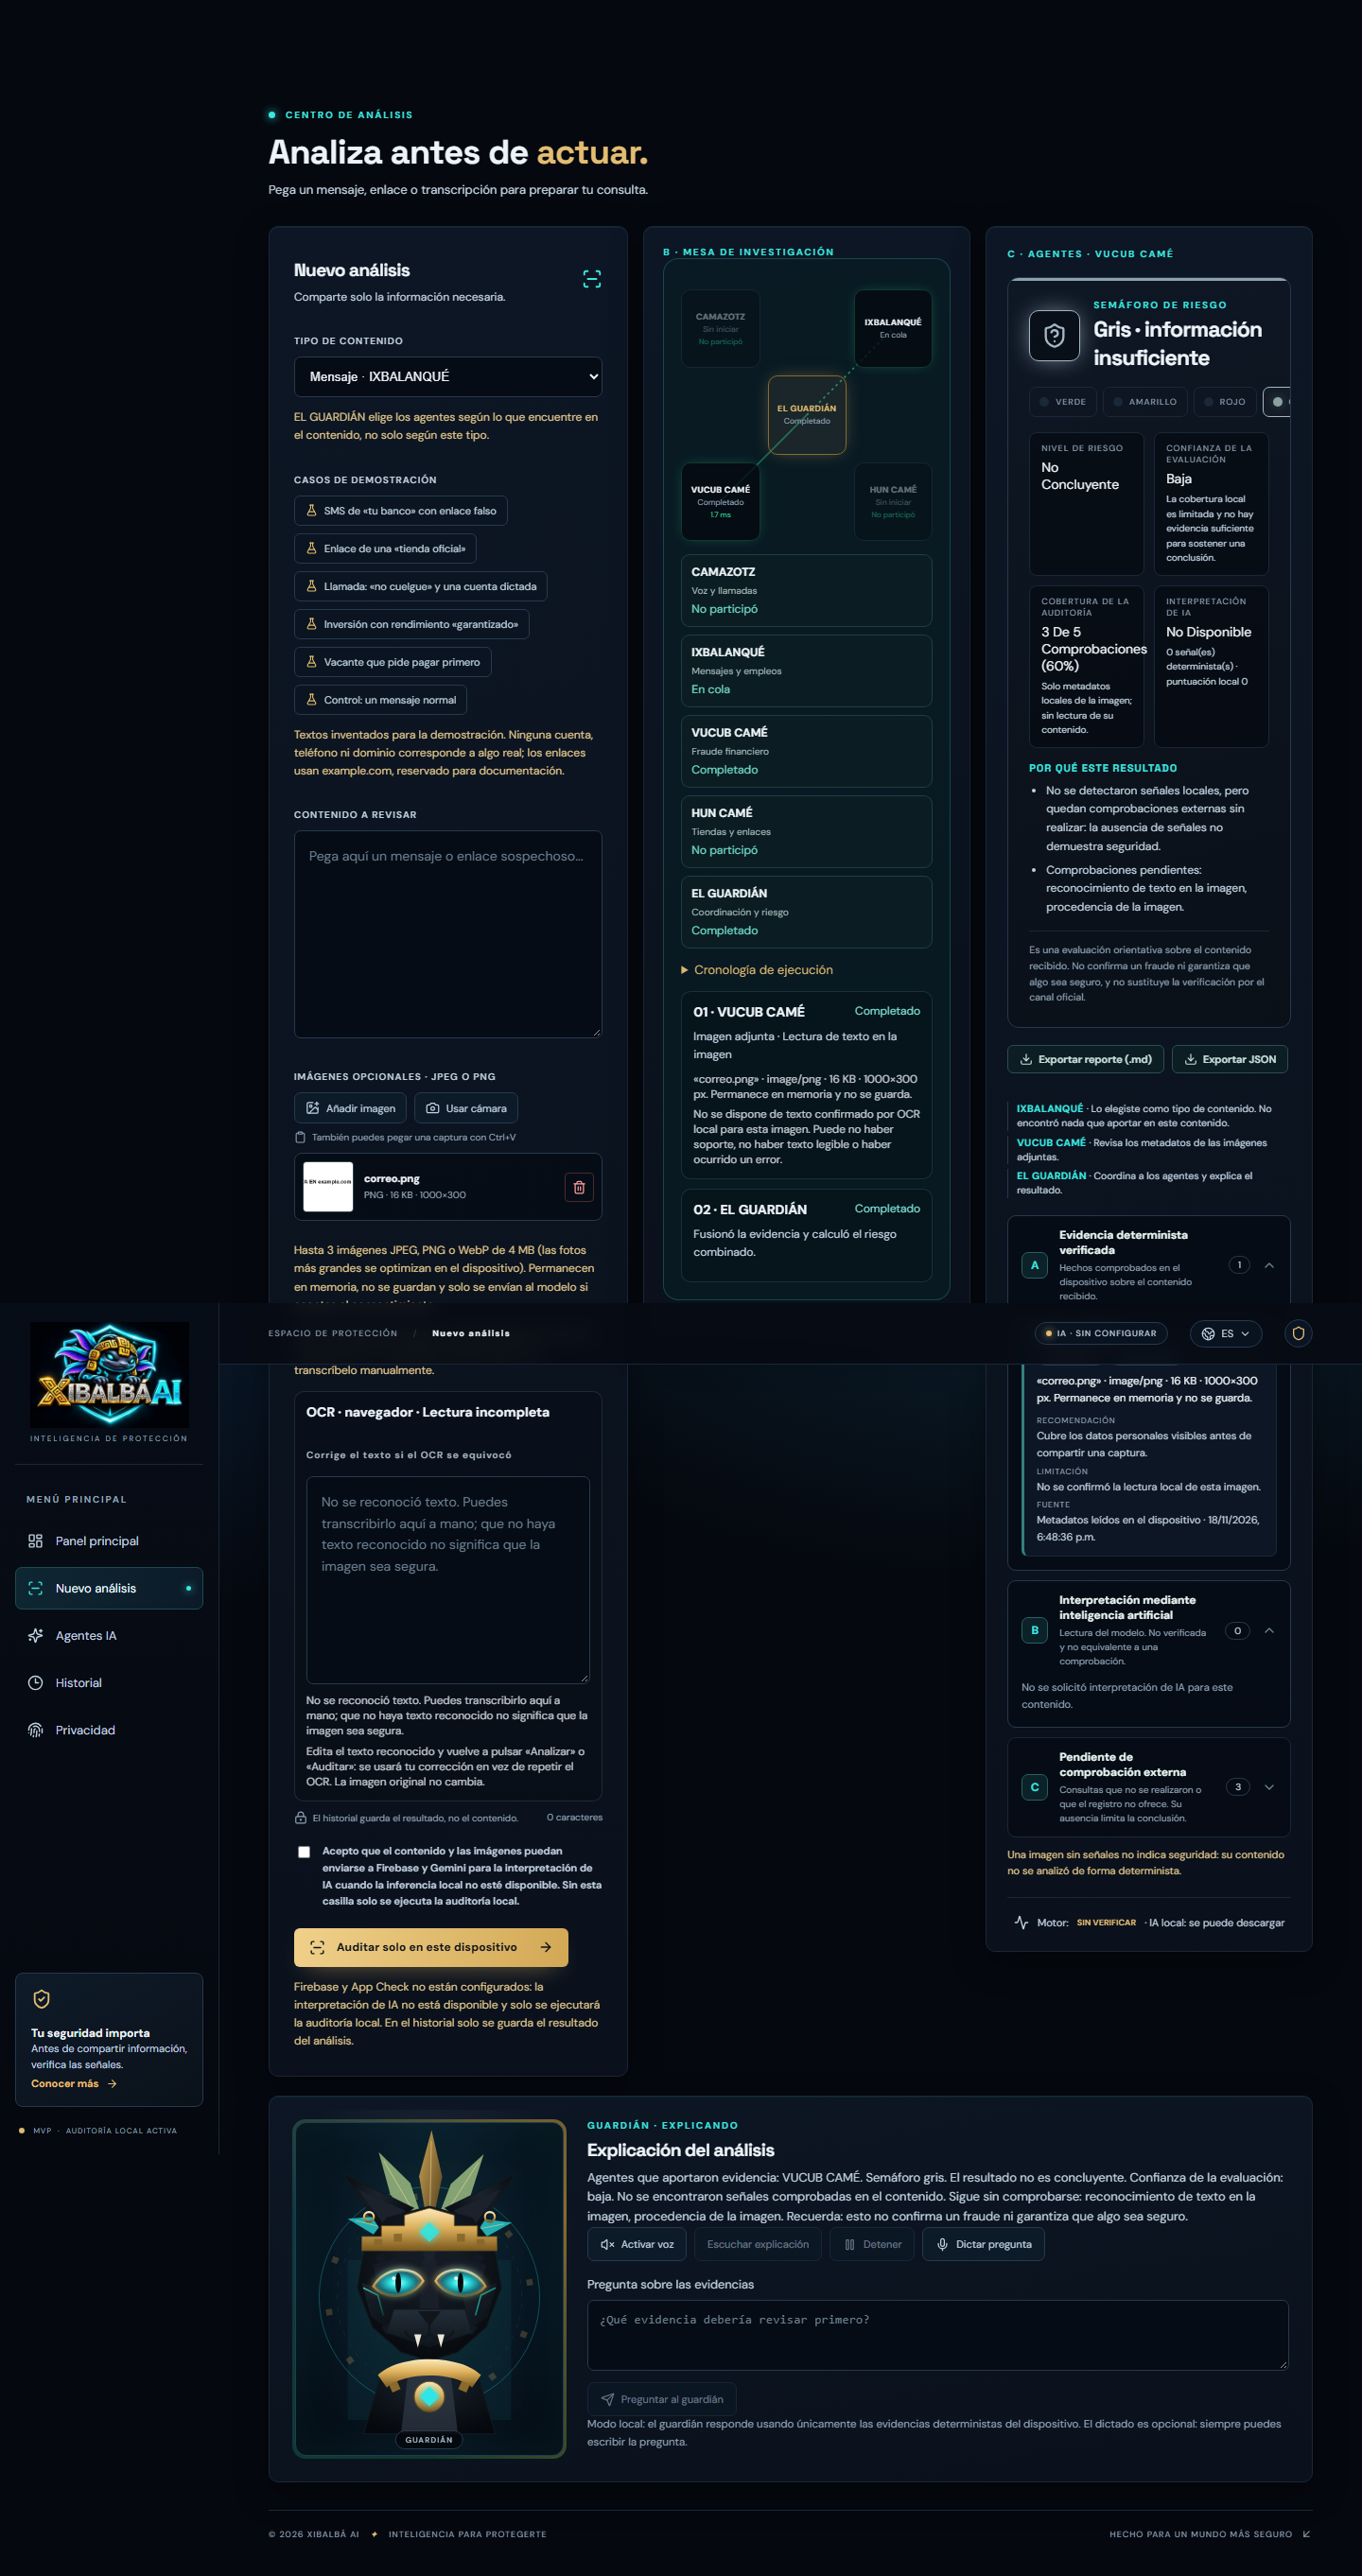 CENTRO DE ANÁLISIS
Analiza antes de actuar.
Pega un mensaje, enlace o transcripción para preparar tu consulta.
Nuevo análisis
Comparte solo la información necesaria.
TIPO DE CONTENIDO
Mensaje · IXBALANQUÉ
EL GUARDIÁN elige los agentes según lo que encuentre en
el contenido, no solo según este tipo.
CASOS DE DEMOSTRACIÓN
SMS de «tu banco» con enlace falso
Enlace de una «tienda oficial»
Llamada: «no cuelgue» y una cuenta dictada
Inversión con rendimiento «garantizado»
Vacante que pide pagar primero
Control: un mensaje normal
Textos inventados para la demostración. Ninguna cuenta,
teléfono ni dominio corresponde a algo real; los enlaces
usan example.com, reservado para documentación.
CONTENIDO A REVISAR
Pega aquí un mensaje o enlace sospechoso...
IMÁGENES OPCIONALES · JPEG O PNG
Añadir imagen
Usar cámara
También puedes pegar una captura con Ctrl+V
EN example.com
correo.png
PNG · 16 KB · 1000×300
Hasta 3 imágenes JPEG, PNG o WebP de 4 MB (las fotos
más grandes se optimizan en el dispositivo). Permanecen
en memoria, no se guardan y solo se envían al modelo si
transcríbelo manualmente.
OCR · navegador · Lectura incompleta
Corrige el texto si el OCR se equivocó
No se reconoció texto. Puedes
transcribirlo aquí a mano; que no haya
texto reconocido no significa que la
imagen sea segura.
No se reconoció texto. Puedes transcribirlo aquí a
mano; que no haya texto reconocido no significa que la
imagen sea segura.
Edita el texto reconocido y vuelve a pulsar «Analizar» o
«Auditar»: se usará tu corrección en vez de repetir el
OCR. La imagen original no cambia.
El historial guarda el resultado, no el contenido.
0 caracteres
Acepto que el contenido y las imágenes puedan
enviarse a Firebase y Gemini para la interpretación de
IA cuando la inferencia local no esté disponible. Sin esta
casilla solo se ejecuta la auditoría local.
Auditar solo en este dispositivo
Firebase y App Check no están configurados: la
interpretación de IA no está disponible y solo se ejecutará
la auditoría local. En el historial solo se guarda el resultado
del análisis.
B · MESA DE INVESTIGACIÓN
CAMAZOTZ
Sin iniciar
No participó
IXBALANQUÉ
En cola
EL GUARDIÁN
Completado
VUCUB CAMÉ
Completado
1.7 ms
HUN CAMÉ
Sin iniciar
No participó
CAMAZOTZ
Voz y llamadas
No participó
IXBALANQUÉ
Mensajes y empleos
En cola
VUCUB CAMÉ
Fraude financiero
Completado
HUN CAMÉ
Tiendas y enlaces
No participó
EL GUARDIÁN
Coordinación y riesgo
Completado
Cronología de ejecución
01 · VUCUB CAMÉ
Completado
Imagen adjunta · Lectura de texto en la
imagen
«correo.png» · image/png · 16 KB · 1000×300
px. Permanece en memoria y no se guarda.
No se dispone de texto confirmado por OCR
local para esta imagen. Puede no haber
soporte, no haber texto legible o haber
ocurrido un error.
02 · EL GUARDIÁN
Completado
Fusionó la evidencia y calculó el riesgo
combinado.
C · AGENTES · VUCUB CAMÉ
SEMÁFORO DE RIESGO
Gris · información
insuficiente
VERDE
AMARILLO
ROJO
NIVEL DE RIESGO
No
Concluyente
CONFIANZA DE LA
EVALUACIÓN
Baja
La cobertura local
es limitada y no hay
evidencia suficiente
para sostener una
conclusión.
COBERTURA DE LA
AUDITORÍA
3 De 5
Comprobaciones
(60%)
Solo metadatos
locales de la imagen;
sin lectura de su
contenido.
INTERPRETACIÓN
DE IA
No Disponible
0 señal(es)
determinista(s) ·
puntuación local 0
POR QUÉ ESTE RESULTADO
No se detectaron señales locales, pero
quedan comprobaciones externas sin
realizar: la ausencia de señales no
demuestra seguridad.
Comprobaciones pendientes:
reconocimiento de texto en la imagen,
procedencia de la imagen.
Es una evaluación orientativa sobre el contenido
recibido. No confirma un fraude ni garantiza que
algo sea seguro, y no sustituye la verificación por el
canal oficial.
Exportar reporte (.md)
Exportar JSON
IXBALANQUÉ · Lo elegiste como tipo de contenido. No
encontró nada que aportar en este contenido.
VUCUB CAMÉ · Revisa los metadatos de las imágenes
adjuntas.
EL GUARDIÁN · Coordina a los agentes y explica el
resultado.
A
Evidencia determinista
verificada
Hechos comprobados en el
dispositivo sobre el contenido
recibido.
1
«correo.png» · image/png · 16 KB · 1000×300
px. Permanece en memoria y no se guarda.
RECOMENDACIÓN
Cubre los datos personales visibles antes de
compartir una captura.
LIMITACIÓN
No se confirmó la lectura local de esta imagen.
FUENTE
Metadatos leídos en el dispositivo · 18/11/2026,
6:48:36 p.m.
B
Interpretación mediante
inteligencia artificial
Lectura del modelo. No verificada
y no equivalente a una
comprobación.
0
No se solicitó interpretación de IA para este
contenido.
C
Pendiente de
comprobación externa
Consultas que no se realizaron o
que el registro no ofrece. Su
ausencia limita la conclusión.
3
Una imagen sin señales no indica seguridad: su contenido
no se analizó de forma determinista.
Motor: SIN VERIFICAR · IA local: se puede descargar
XIBALBÁ AI
INTELIGENCIA DE PROTECCIÓN
ESPACIO DE PROTECCIÓN / Nuevo análisis
IA · SIN CONFIGURAR
ES
MENÚ PRINCIPAL
Panel principal
Nuevo análisis
Agentes IA
Historial
Privacidad
Tu seguridad importa
Antes de compartir información,
verifica las señales.
Conocer más
MVP · AUDITORÍA LOCAL ACTIVA
GUARDIÁN
GUARDIÁN · EXPLICANDO
Explicación del análisis
Agentes que aportaron evidencia: VUCUB CAMÉ. Semáforo gris. El resultado no es concluyente. Confianza de la evaluación:
baja. No se encontraron señales comprobadas en el contenido. Sigue sin comprobarse: reconocimiento de texto en la
imagen, procedencia de la imagen. Recuerda: esto no confirma un fraude ni garantiza que algo sea seguro.
Activar voz
Escuchar explicación
Detener
Dictar pregunta
Pregunta sobre las evidencias
¿Qué evidencia debería revisar primero?
Preguntar al guardián
Modo local: el guardián responde usando únicamente las evidencias deterministas del dispositivo. El dictado es opcional: siempre puedes
escribir la pregunta.
© 2026 XIBALBÁ AI
INTELIGENCIA PARA PROTEGERTE
HECHO PARA UN MUNDO MÁS SEGURO